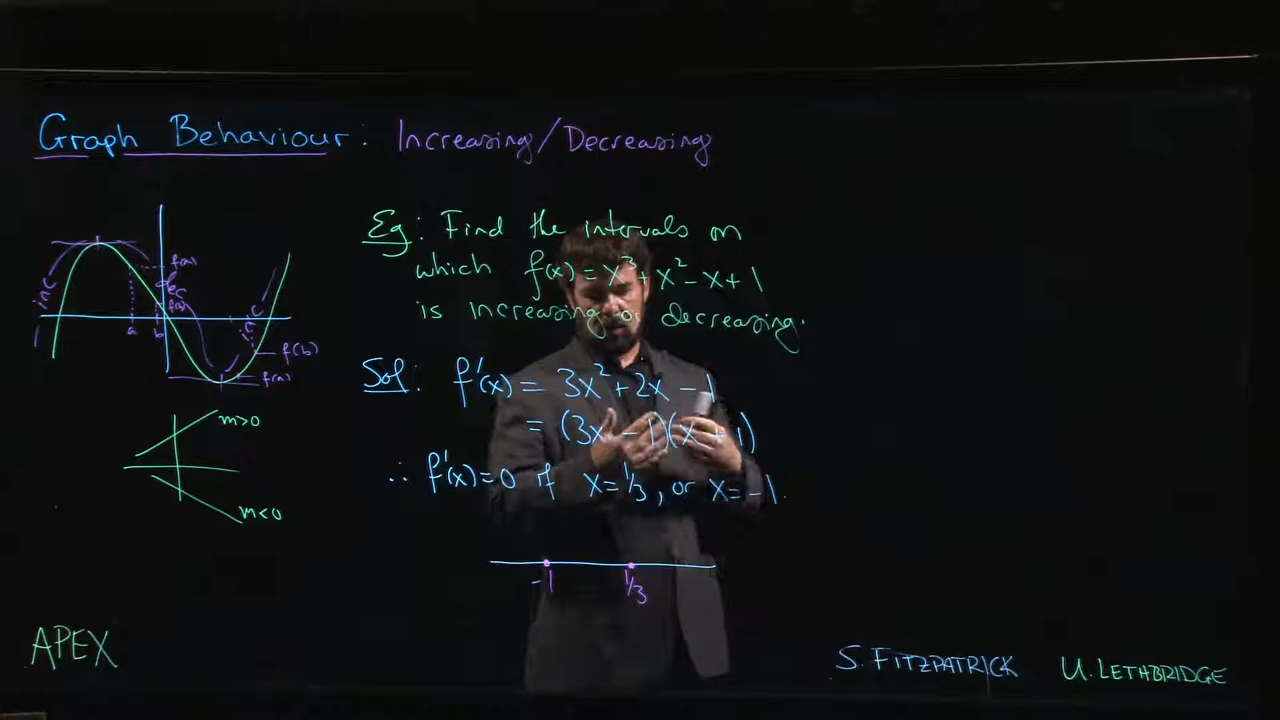 Graph Behaviour: Increasing/Decreasing
inc
dec
f(a)
f(b)
a
b
f(b)
f(a)
m>0
m<0
Eg: Find the intervals on
which f(x) = x³+x²-x+1
is increasing or decreasing.
Sol: f'(x) = 3x²+2x-1
= (3x-1)(x+1)
∴ f'(x)=0 if x=1/3, or x=-1.
-1 1/3
APEX
S. FITZPATRICK U. LETHBRIDGE